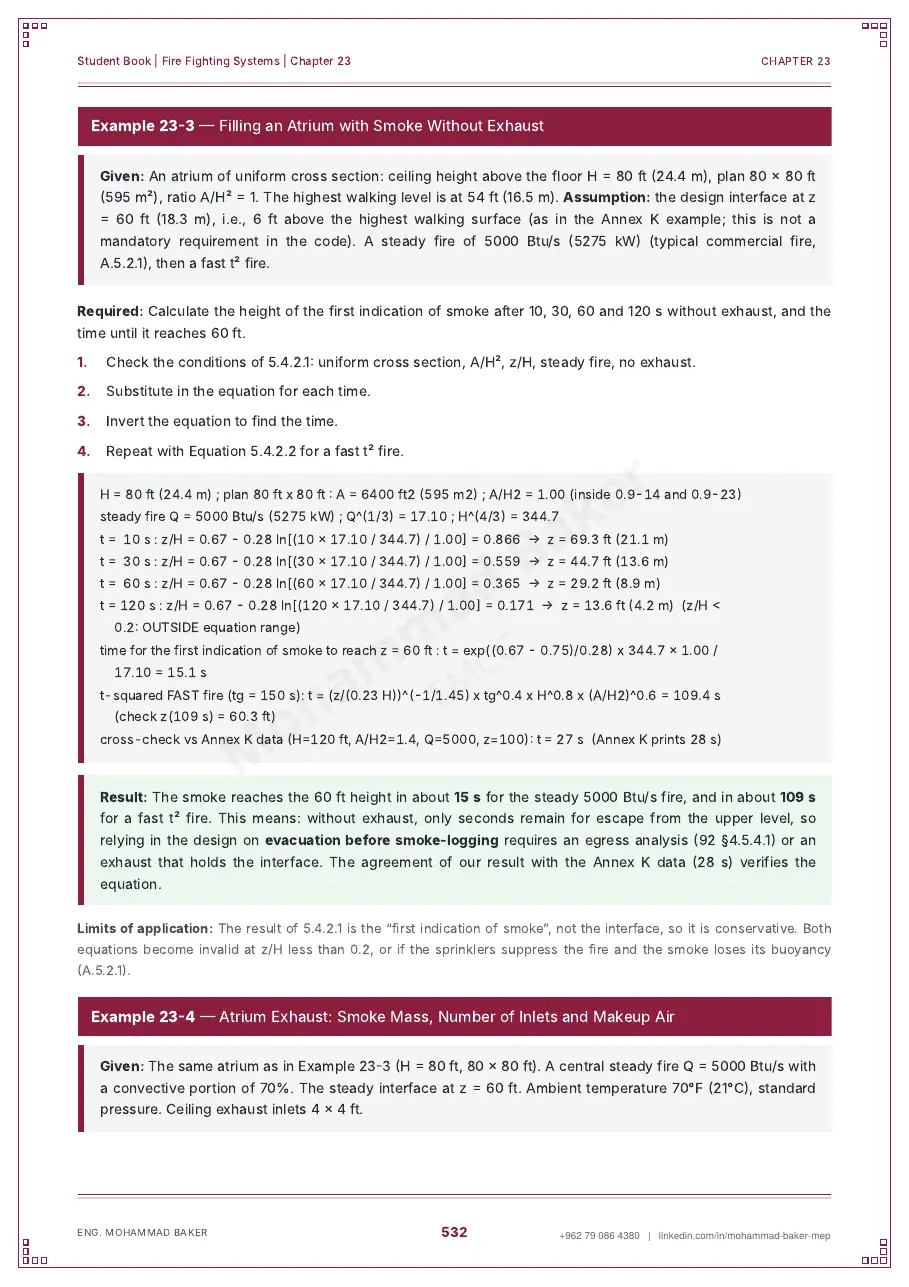 Student Book | Fire Fighting Systems | Chapter 23
CHAPTER 23
Example 23-3 — Filling an Atrium with Smoke Without Exhaust
Given: An atrium of uniform cross section: ceiling height above the floor H = 80 ft (24.4 m), plan 80 × 80 ft
(595 m²), ratio A/H² = 1. The highest walking level is at 54 ft (16.5 m). Assumption: the design interface at z
= 60 ft (18.3 m), i.e., 6 ft above the highest walking surface (as in the Annex K example; this is not a
mandatory requirement in the code). A steady fire of 5000 Btu/s (5275 kW) (typical commercial fire,
A.5.2.1), then a fast t² fire.
Required: Calculate the height of the first indication of smoke after 10, 30, 60 and 120 s without exhaust, and the
time until it reaches 60 ft.
1. Check the conditions of 5.4.2.1: uniform cross section, A/H², z/H, steady fire, no exhaust.
2. Substitute in the equation for each time.
3. Invert the equation to find the time.
4. Repeat with Equation 5.4.2.2 for a fast t² fire.
H = 80 ft (24.4 m) ; plan 80 ft x 80 ft : A = 6400 ft2 (595 m2) ; A/H2 = 1.00 (inside 0.9-14 and 0.9-23)
steady fire Q = 5000 Btu/s (5275 kW) ; Q^(1/3) = 17.10 ; H^(4/3) = 344.7
t = 10 s : z/H = 0.67 - 0.28 ln[(10 × 17.10 / 344.7) / 1.00] = 0.866 → z = 69.3 ft (21.1 m)
t = 30 s : z/H = 0.67 - 0.28 ln[(30 × 17.10 / 344.7) / 1.00] = 0.559 → z = 44.7 ft (13.6 m)
t = 60 s : z/H = 0.67 - 0.28 ln[(60 × 17.10 / 344.7) / 1.00] = 0.365 → z = 29.2 ft (8.9 m)
t = 120 s : z/H = 0.67 - 0.28 ln[(120 × 17.10 / 344.7) / 1.00] = 0.171 → z = 13.6 ft (4.2 m) (z/H <
0.2: OUTSIDE equation range)
time for the first indication of smoke to reach z = 60 ft : t = exp((0.67 - 0.75)/0.28) x 344.7 × 1.00 /
17.10 = 15.1 s
t-squared FAST fire (tg = 150 s): t = (z/(0.23 H))^(-1/1.45) x tg^0.4 x H^0.8 x (A/H2)^0.6 = 109.4 s
(check z(109 s) = 60.3 ft)
cross-check vs Annex K data (H=120 ft, A/H2=1.4, Q=5000, z=100): t = 27 s (Annex K prints 28 s)
Mohammad Baker
EMCC
Result: The smoke reaches the 60 ft height in about 15 s for the steady 5000 Btu/s fire, and in about 109 s
for a fast t² fire. This means: without exhaust, only seconds remain for escape from the upper level, so
relying in the design on evacuation before smoke-logging requires an egress analysis (92 §4.5.4.1) or an
exhaust that holds the interface. The agreement of our result with the Annex K data (28 s) verifies the
equation.
Limits of application: The result of 5.4.2.1 is the “first indication of smoke”, not the interface, so it is conservative. Both
equations become invalid at z/H less than 0.2, or if the sprinklers suppress the fire and the smoke loses its buoyancy
(A.5.2.1).
Example 23-4 — Atrium Exhaust: Smoke Mass, Number of Inlets and Makeup Air
Given: The same atrium as in Example 23-3 (H = 80 ft, 80 × 80 ft). A central steady fire Q = 5000 Btu/s with
a convective portion of 70%. The steady interface at z = 60 ft. Ambient temperature 70°F (21°C), standard
pressure. Ceiling exhaust inlets 4 × 4 ft.
ENG. MOHAMMAD BAKER
532
+962 79 086 4380 | linkedin.com/in/mohammad-baker-mep